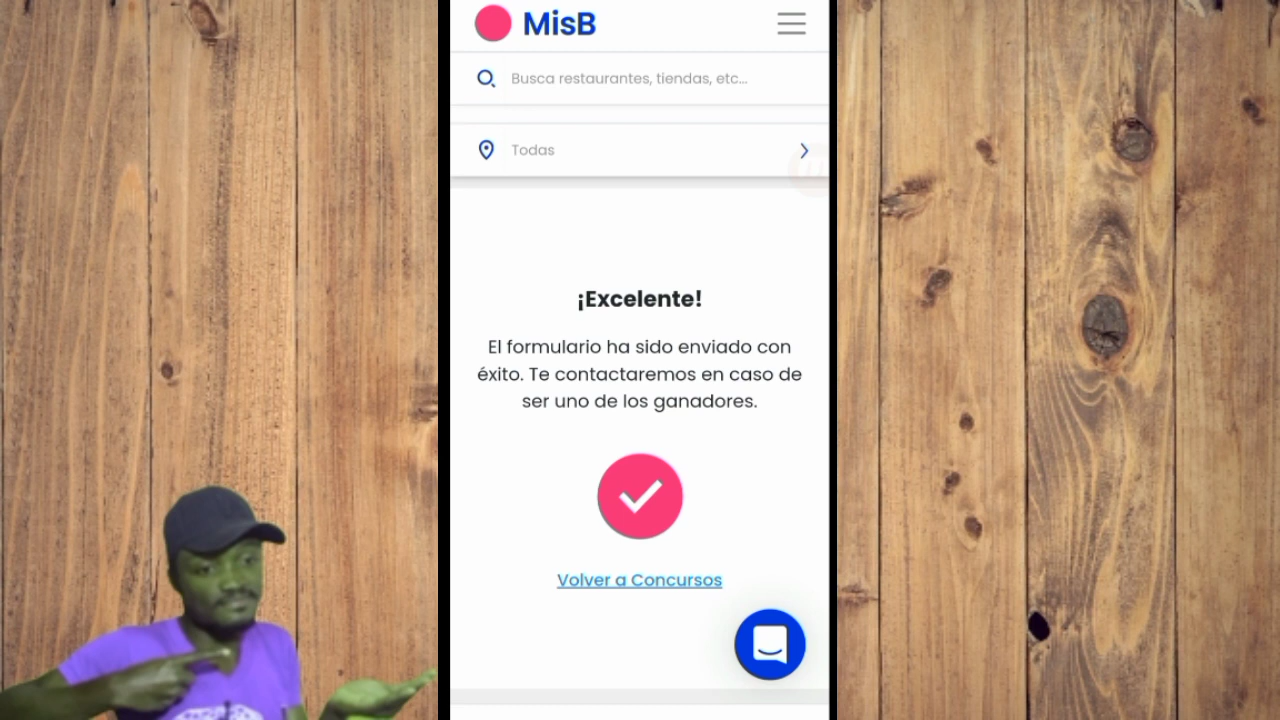 MisB
Busca restaurantes, tiendas, etc...
Todas
¡Excelente!
El formulario ha sido enviado con
éxito. Te contactaremos en caso de
ser uno de los ganadores.
Volver a Concursos